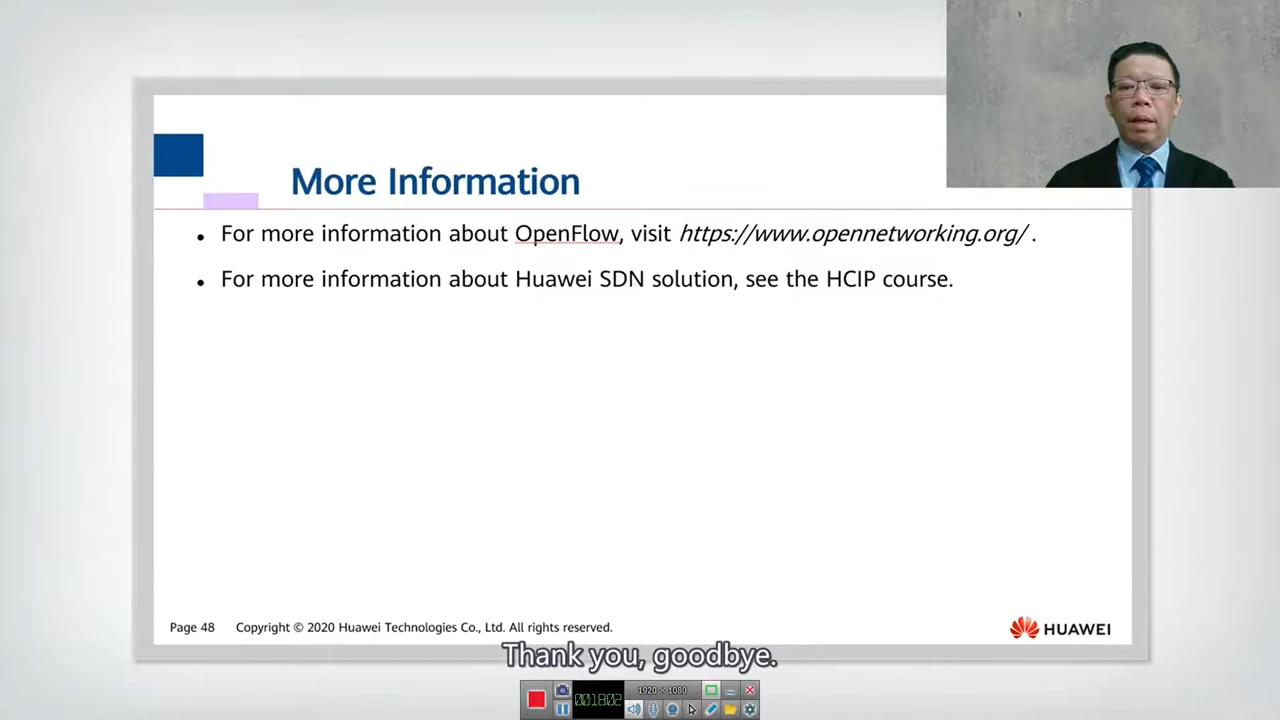 More Information
• For more information about OpenFlow, visit https://www.opennetworking.org/ .
• For more information about Huawei SDN solution, see the HCIP course.
Page 48 Copyright © 2020 Huawei Technologies Co., Ltd. All rights reserved.
HUAWEI
Thank you, goodbye.
1920 × 1080
001802